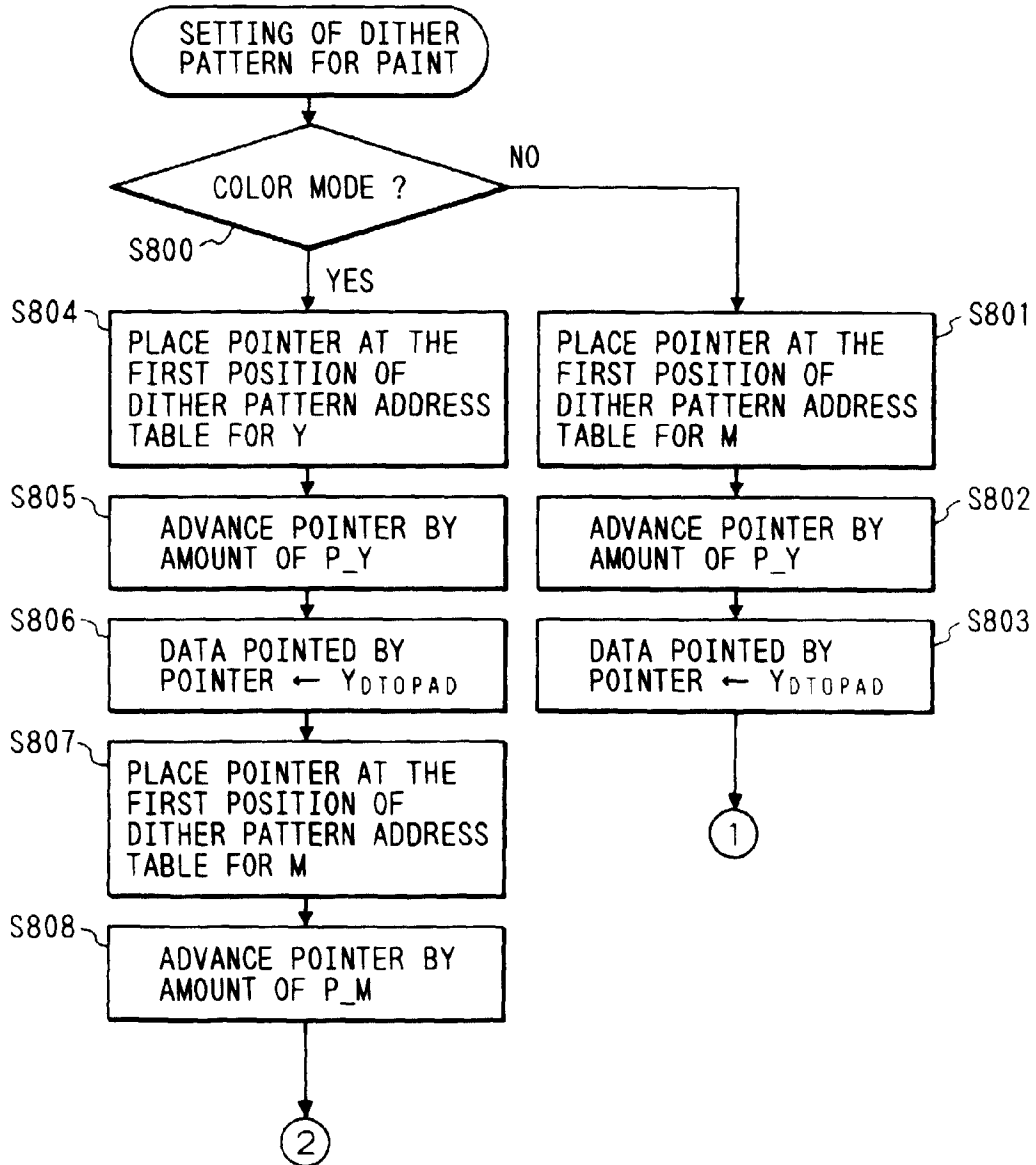 SETTING OF DITHER
PATTERN FOR PAINT
COLOR MODE ?
NO
S800
YES
S804
PLACE POINTER AT THE
FIRST POSITION OF
DITHER PATTERN ADDRESS
TABLE FOR Y
S801
PLACE POINTER AT THE
FIRST POSITION OF
DITHER PATTERN ADDRESS
TABLE FOR M
S805
ADVANCE POINTER BY
AMOUNT OF P_Y
S802
ADVANCE POINTER BY
AMOUNT OF P_Y
S806
DATA POINTED BY
POINTER ← YDTOPAD
S803
DATA POINTED BY
POINTER ← YDTOPAD
S807
PLACE POINTER AT THE
FIRST POSITION OF
DITHER PATTERN ADDRESS
TABLE FOR M
1
S808
ADVANCE POINTER BY
AMOUNT OF P_M
2